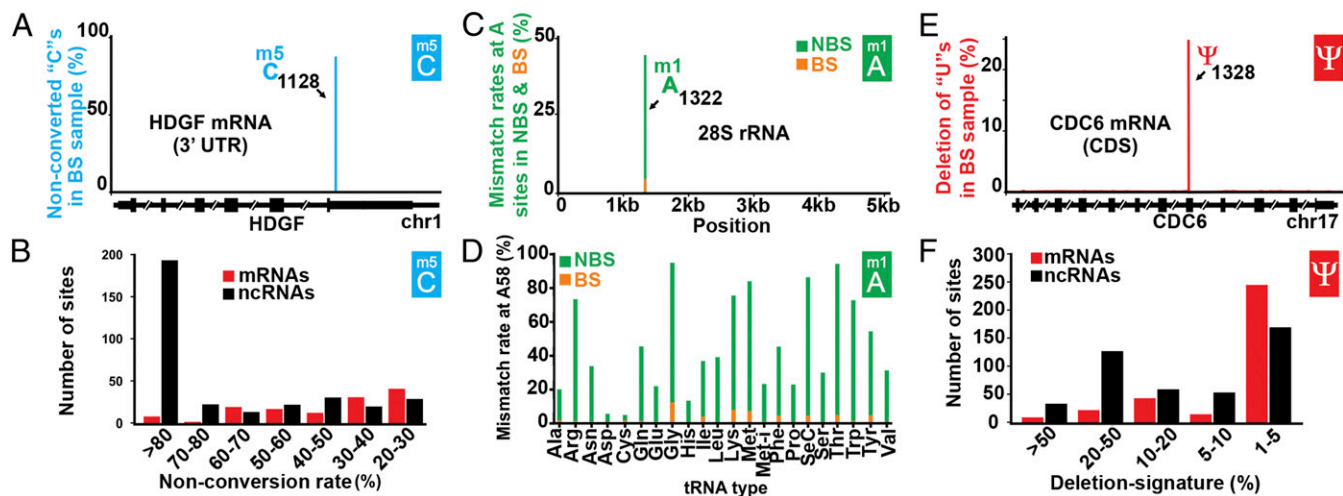 A
Non-converted "C"s
in BS sample (%)
100
50
0
m5
C1128
HDGF mRNA
(3' UTR)
HDGF
chr1
m5
C
B
Number of sites
200
150
100
50
0
mRNAs
ncRNAs
>80
70-80
60-70
50-60
40-50
30-40
20-30
Non-conversion rate (%)
m5
C
C
Mismatch rates at A
sites in NBS & BS (%)
50
25
0
m1
A1322
NBS
BS
28S rRNA
0
1kb
2kb
3kb
4kb
5kb
Position
m1
A
D
Mismatch rate at A58 (%)
100
80
60
40
20
0
NBS
BS
Ala
Arg
Asn
Asp
Cys
Gln
Glu
Gly
His
Ile
Leu
Lys
Met
Met-i
Phe
Pro
SeC
Ser
Thr
Trp
Tyr
Val
tRNA type
m1
A
E
Deletion of "U"s
in BS sample (%)
20
10
0
Ψ
1328
CDC6 mRNA
(CDS)
CDC6
chr17
Ψ
F
Number of sites
300
250
200
150
100
50
0
mRNAs
ncRNAs
>50
20-50
10-20
5-10
1-5
Deletion-signature (%)
Ψ